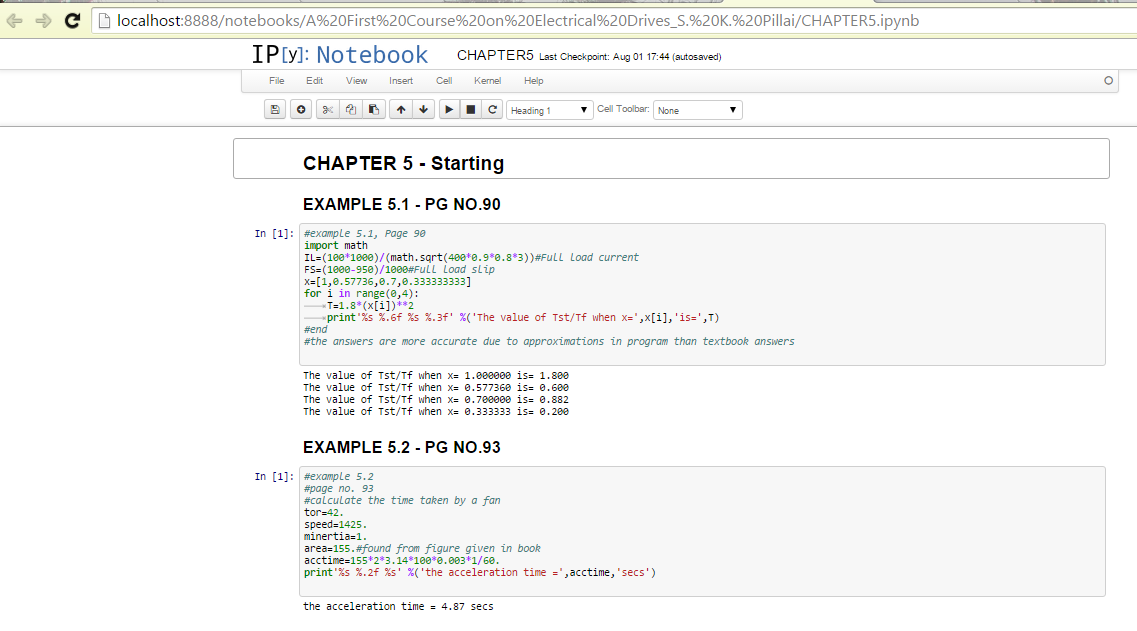 localhost:8888/notebooks/A%20First%20Course%20on%20Electrical%20Drives_S.%20K.%20Pillai/CHAPTER5.ipynb
IP[y]: Notebook CHAPTER5 Last Checkpoint: Aug 01 17:44 (autosaved)
File Edit View Insert Cell Kernel Help
Heading 1 Cell Toolbar: None
CHAPTER 5 - Starting
EXAMPLE 5.1 - PG NO.90
In [1]: #example 5.1, Page 90
import math
IL=(100*1000)/(math.sqrt(400*0.9*0.8*3))#Full load current
FS=(1000-950)/1000#Full load slip
x=[1,0.57736,0.7,0.333333333]
for i in range(0,4):
T=1.8*(x[i])**2
print'%s %.6f %s %.3f' %('The value of Tst/Tf when x=',x[i],'is=',T)
#end
#the answers are more accurate due to approximations in program than textbook answers
The value of Tst/Tf when x= 1.000000 is= 1.800
The value of Tst/Tf when x= 0.577360 is= 0.600
The value of Tst/Tf when x= 0.700000 is= 0.882
The value of Tst/Tf when x= 0.333333 is= 0.200
EXAMPLE 5.2 - PG NO.93
In [1]: #example 5.2
#page no. 93
#calculate the time taken by a fan
tor=42.
speed=1425.
minertia=1.
area=155.#found from figure given in book
acctime=155*2*3.14*100*0.003*1/60.
print'%s %.2f %s' %('the acceleration time =',acctime,'secs')
the acceleration time = 4.87 secs